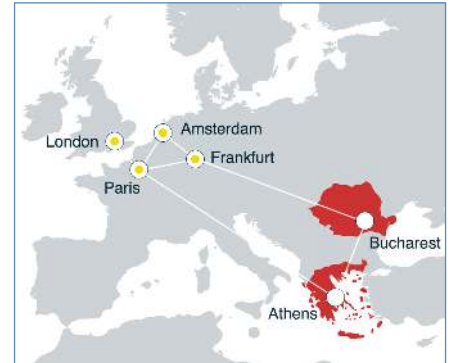 Amsterdam
London
Frankfurt
Paris
Bucharest
Athens